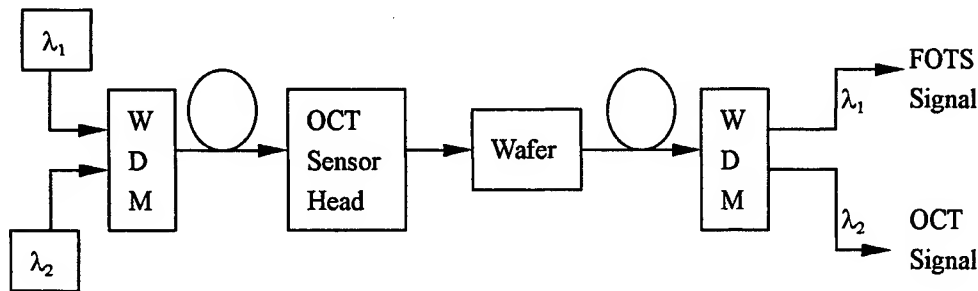 λ₁
λ₂
W
D
M
OCT
Sensor
Head
Wafer
W
D
M
λ₁
FOTS
Signal
λ₂
OCT
Signal